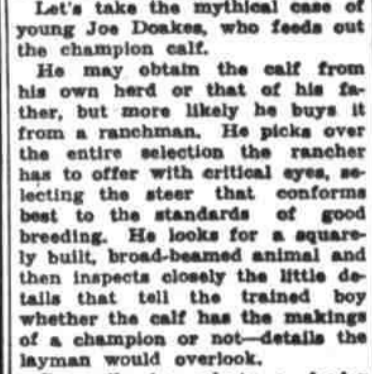 Let's take the mythical case of
young Joe Doakes, who feeds out
the champion calf.
He may obtain the calf from
his own herd or that of his fa-
ther, but more likely he buys it
from a ranchman. He picks over
the entire selection the rancher
has to offer with critical eyes, se-
lecting the steer that conforms
best to the standards of good
breeding. He looks for a square-
ly built, broad-beamed animal and
then inspects closely the little de-
tails that tell the trained boy
whether the calf has the makings
of a champion or not—details the
layman would overlook.